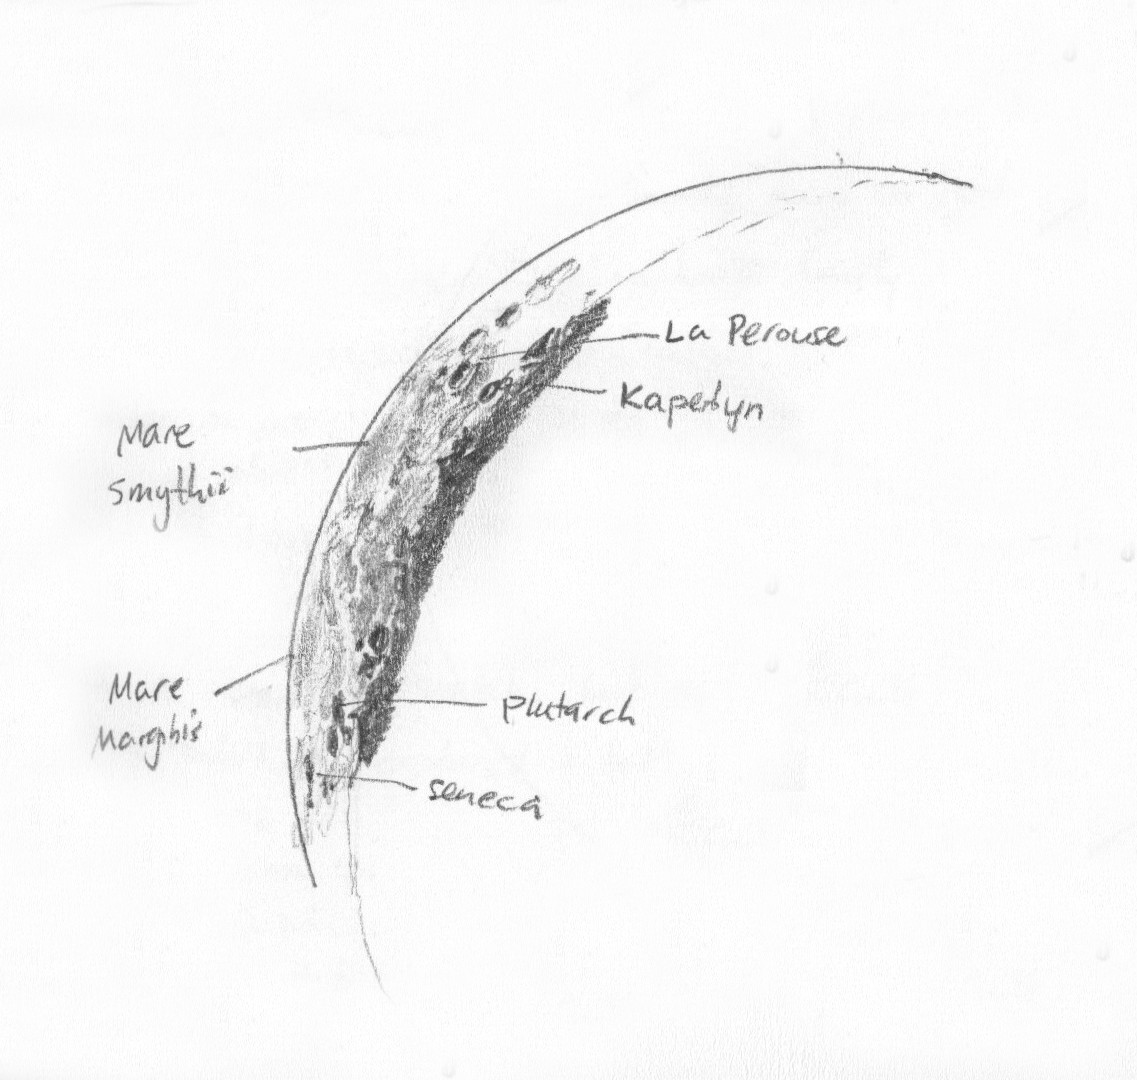 La Perouse
Kapetyn
Mare
Smythii
Mare
Marghis
Plutarch
Seneca